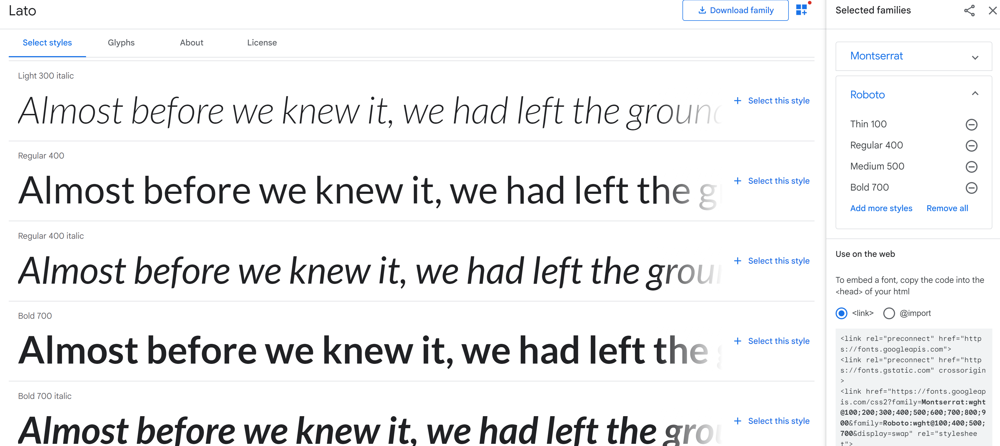 Lato
Download family
Select styles
Glyphs
About
License
Light 300 italic
Almost before we knew it, we had left the ground
Select this style
Regular 400
Almost before we knew it, we had left the g
Select this style
Regular 400 italic
Almost before we knew it, we had left the groun
Select this style
Bold 700
Almost before we knew it, we had left the g
Select this style
Bold 700 italic
Almost before we knew it, we had left the grou
Select this style
Selected families
Montserrat
Roboto
Thin 100
Regular 400
Medium 500
Bold 700
Add more styles
Remove all
Use on the web
To embed a font, copy the code into the
<head> of your html
<link>
@import
<link rel="preconnect" href="http
s://fonts.googleapis.com">
<link rel="preconnect" href="http
s://fonts.gstatic.com" crossorigin
>
<link href="https://fonts.googleap
is.com/css2?family=Montserrat:wght
@100;200;300;400;500;600;700;800;9
00&family=Roboto:wght@100;400;500;
700&display=swap" rel="styleshee
t">